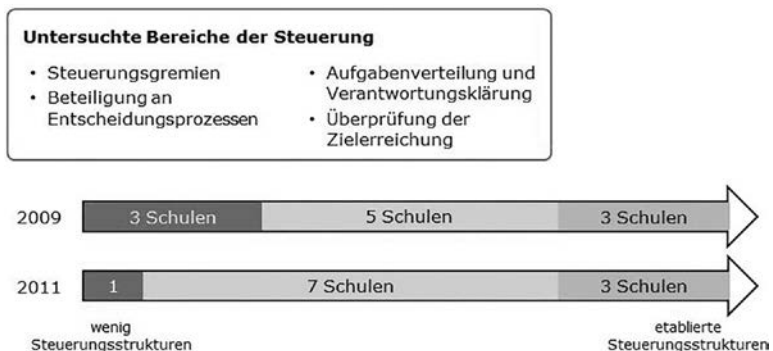 Untersuchte Bereiche der Steuerung
• Steuerungsgremien
• Beteiligung an
Entscheidungsprozessen
• Aufgabenverteilung und
Verantwortungsklärung
• Überprüfung der
Zielerreichung
2009 3 Schulen 5 Schulen 3 Schulen
2011 1 7 Schulen 3 Schulen
wenig
Steuerungsstrukturen
etablierte
Steuerungsstrukturen